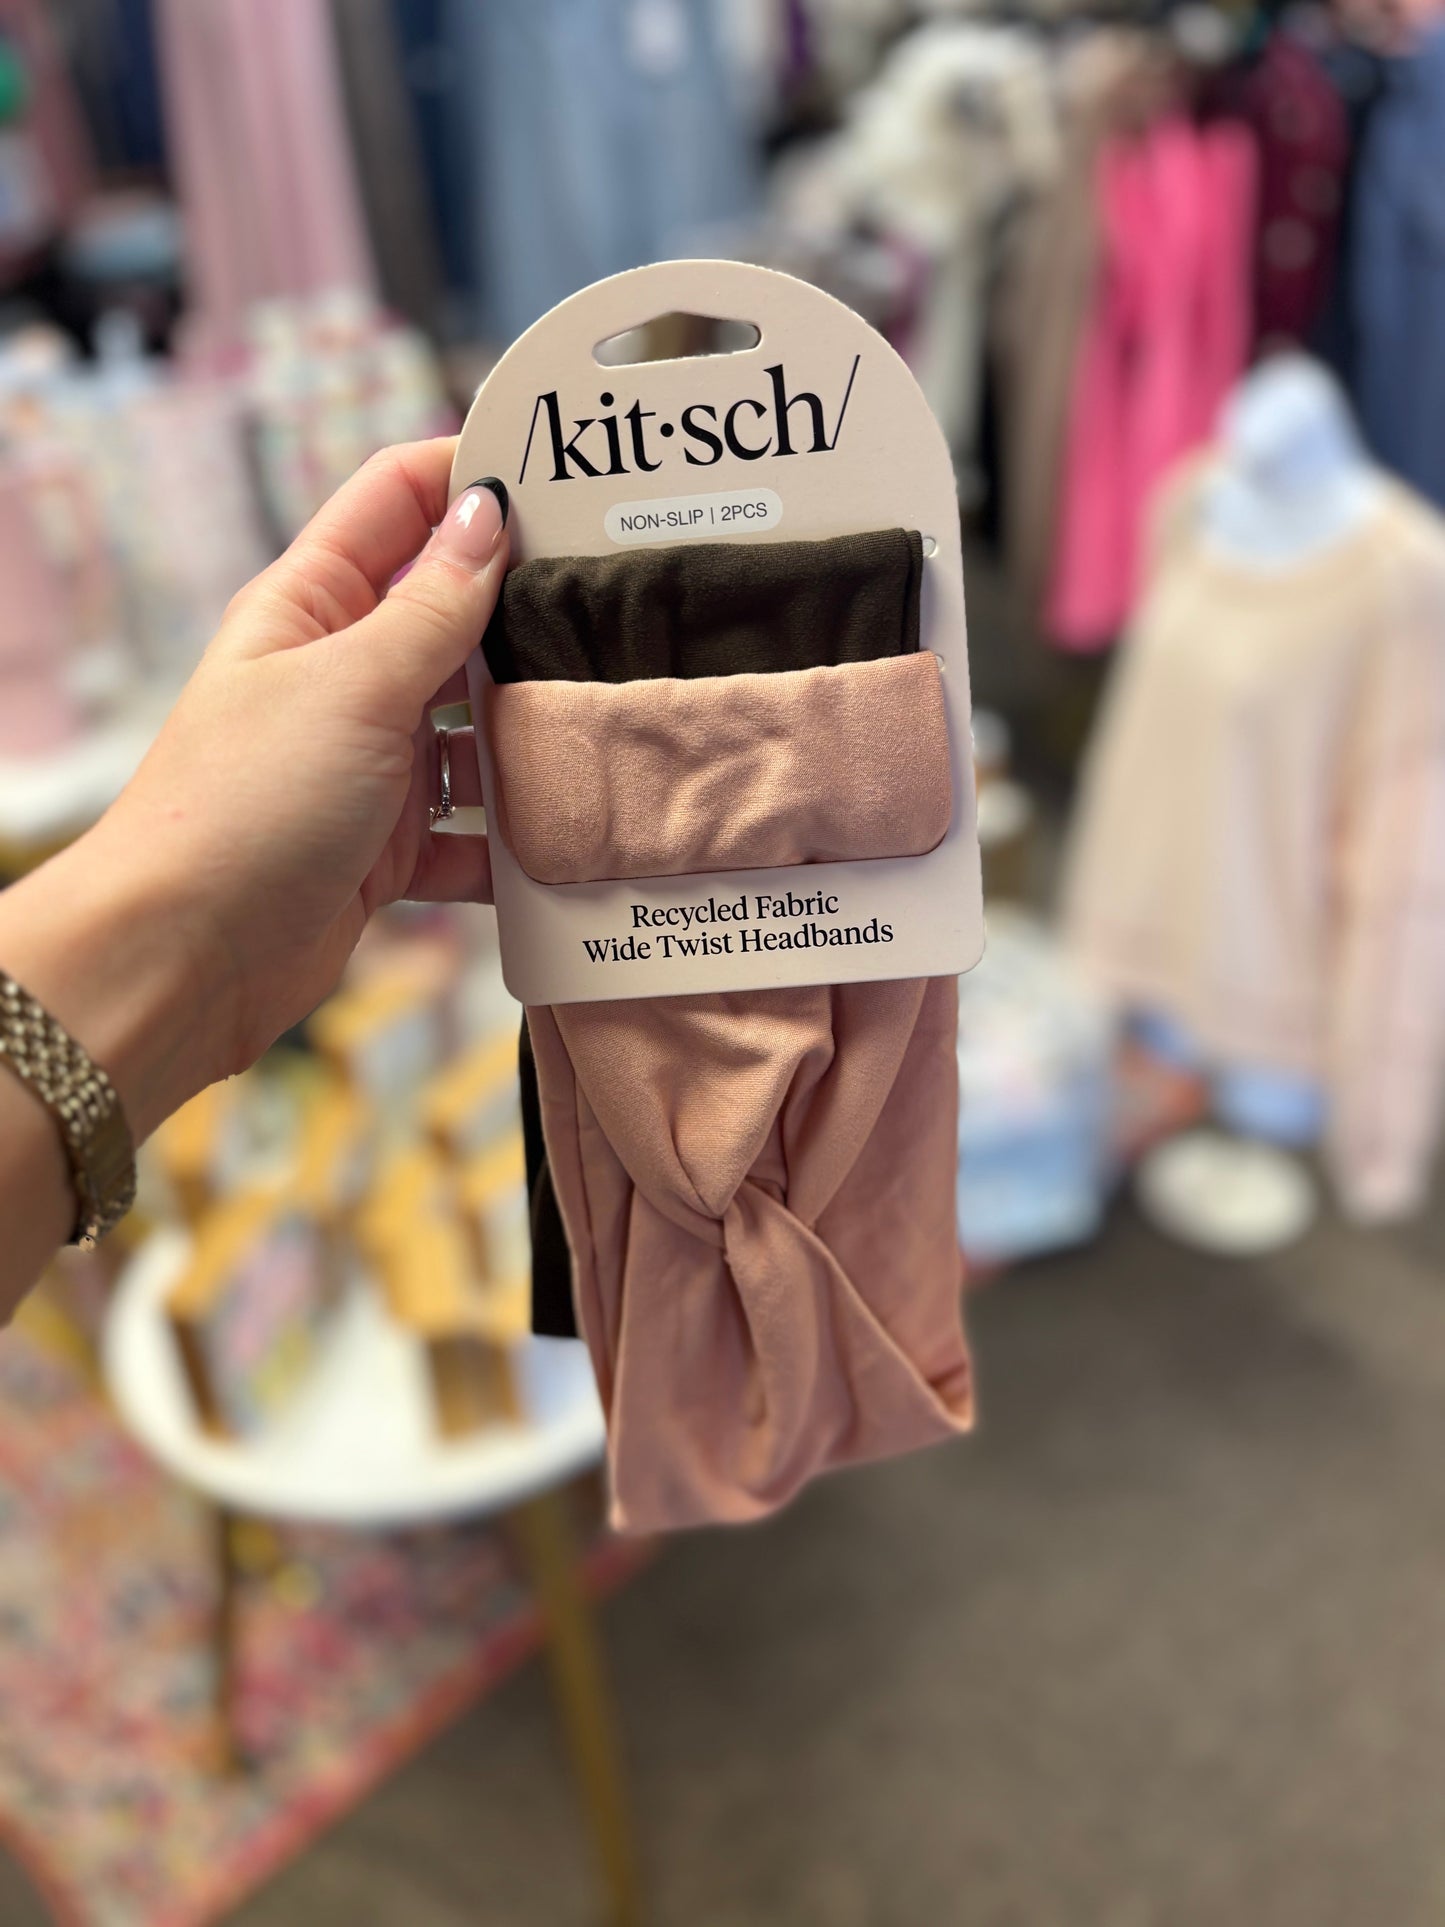 /kit·sch/
NON-SLIP | 2PCS
Recycled Fabric
Wide Twist Headbands